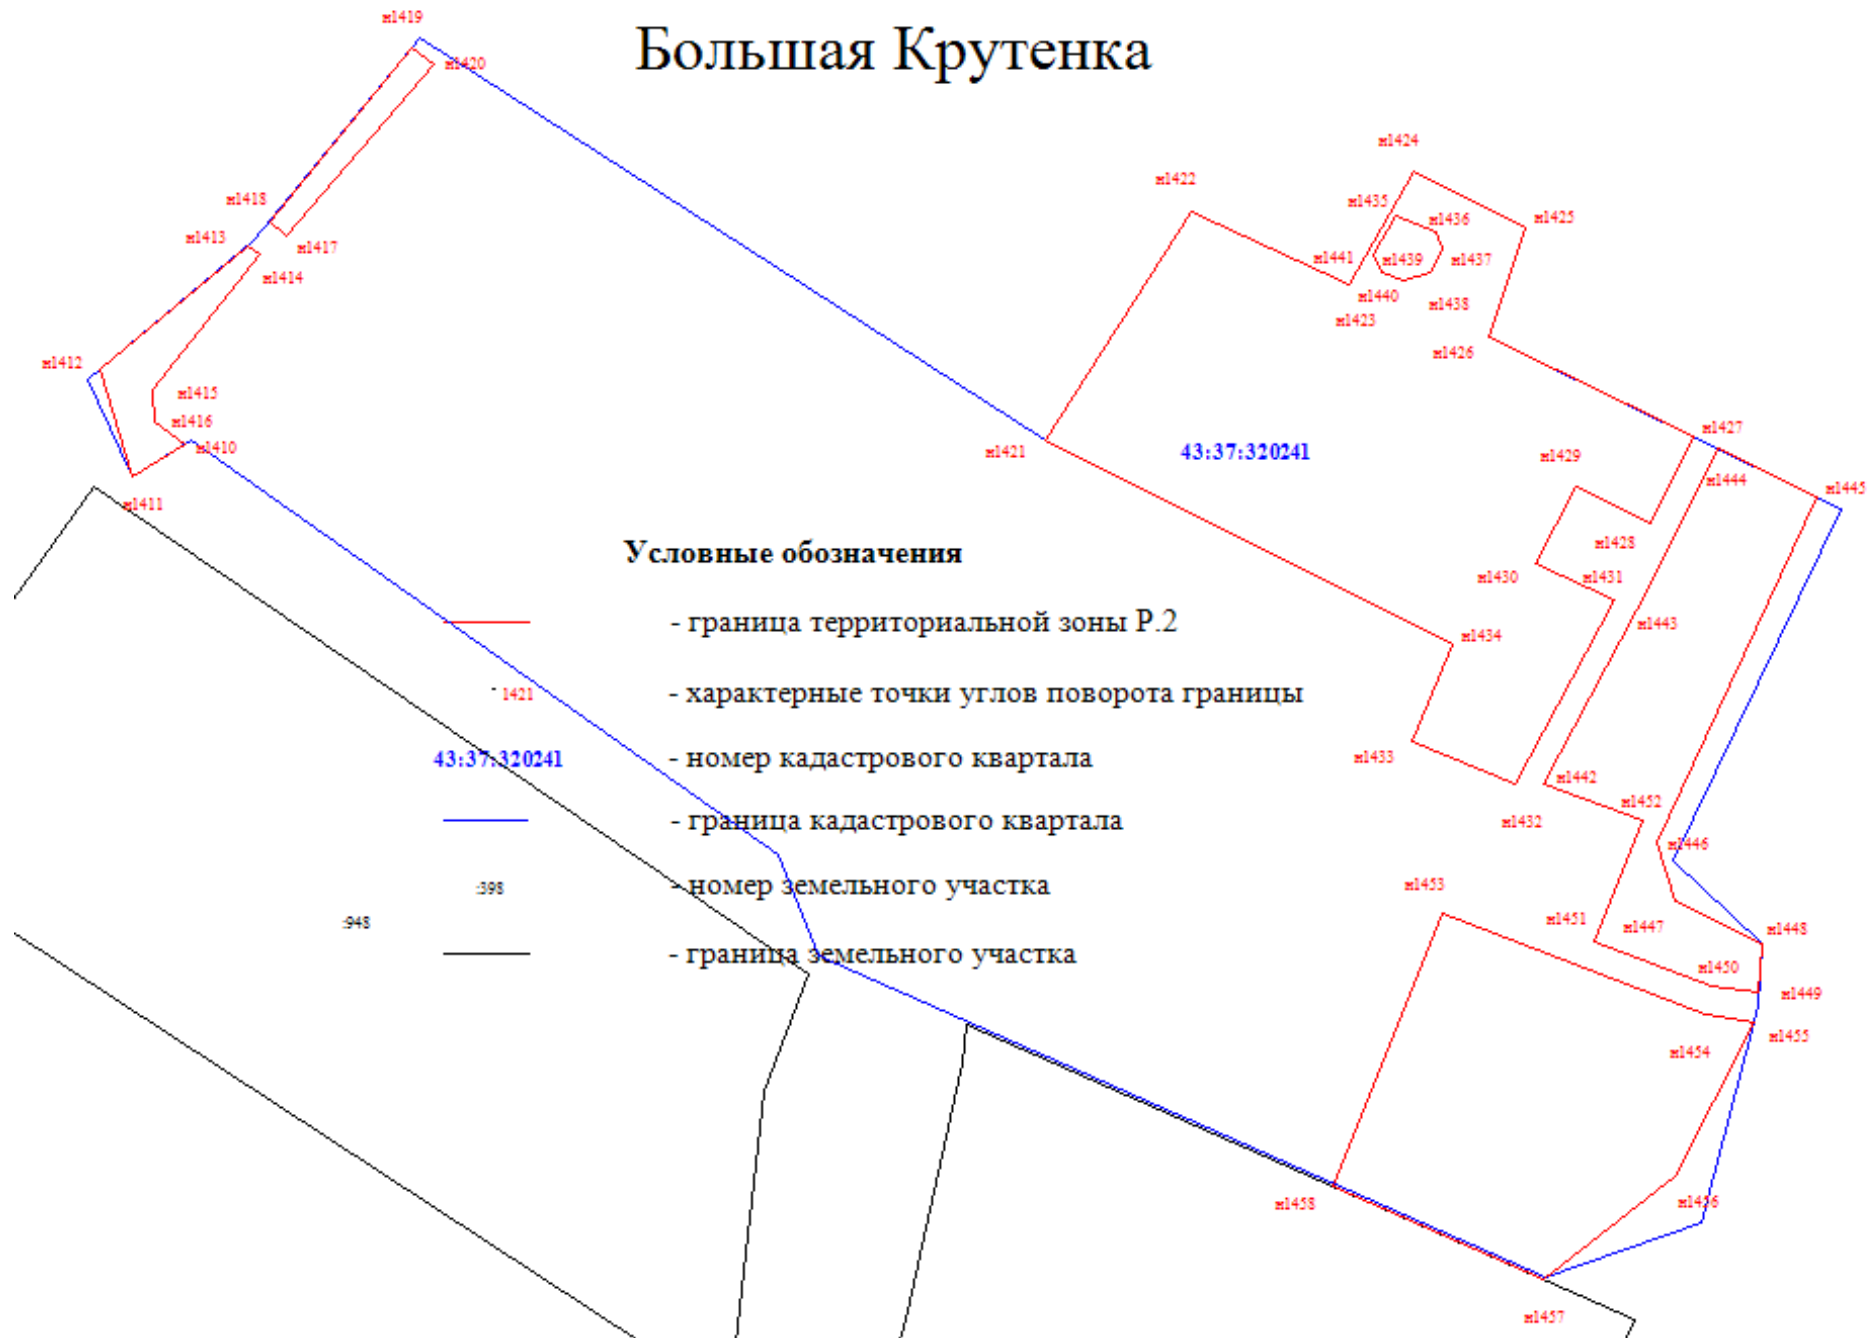 н1419
Большая Крутенка
н1420
н1424
н1422
н1418
н1435
н1436
н1425
н1413
н1417
н1414
н1441
н1439
н1437
н1440
н1438
н1423
н1426
н1412
н1415
н1416
н1427
н1410
н1421
43:37:320241
н1429
н1444
н1445
н1411
н1428
Условные обозначения
н1430
н1431
- граница территориальной зоны Р.2
н1443
н1434
1421
- характерные точки углов поворота границы
43:37:320241
- номер кадастрового квартала
н1433
н1442
н1452
- граница кадастрового квартала
н1432
н1446
:398
- номер земельного участка
н1453
:948
н1451
н1447
н1448
- граница земельного участка
н1450
н1449
н1454
н1455
н1458
н1456
н1457